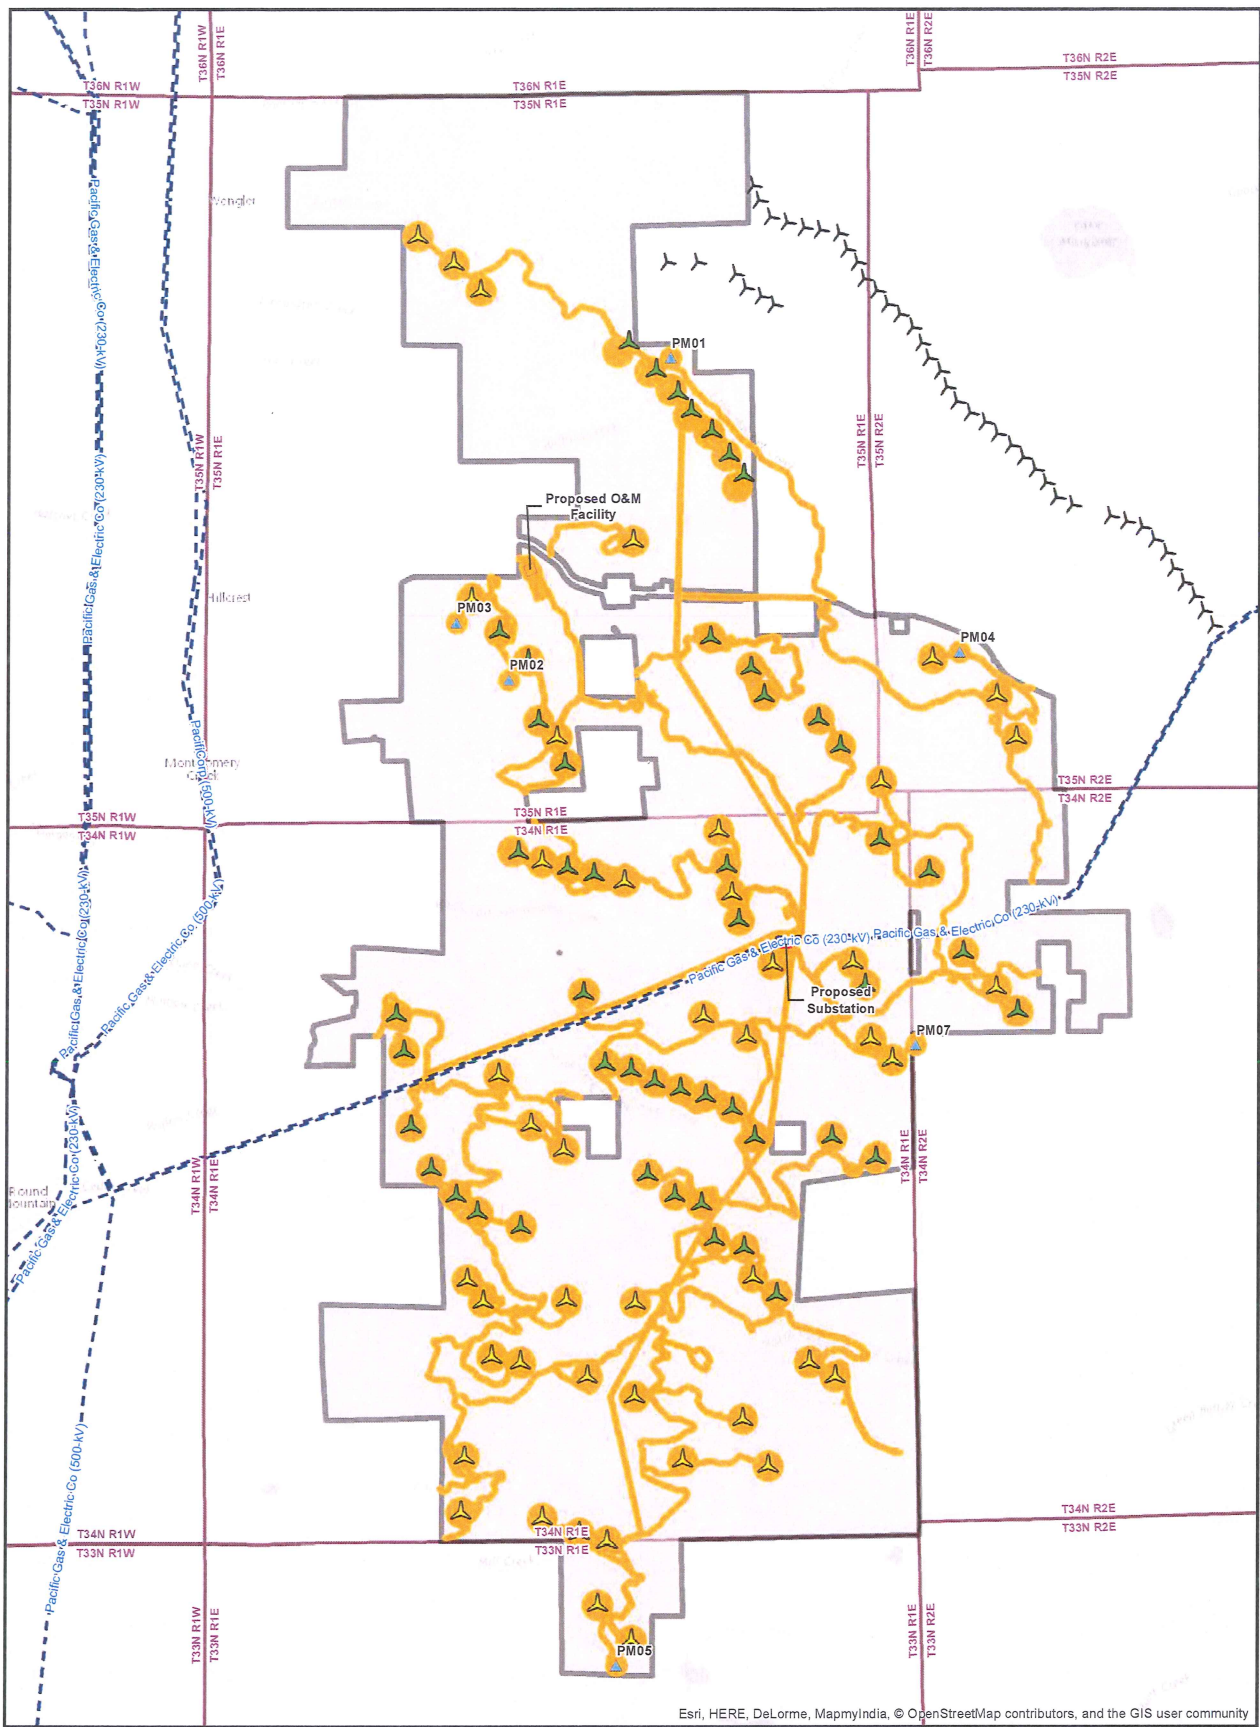 T36N R1W
T36N R1E
T36N R1E
T36N R2E
T36N R2E
T35N R2E
T36N R1W
T35N R1W
T36N R1E
T35N R1E
Wengler
Pacific Gas & Electric Co (230-kV)
PM01
T35N R1W
T35N R1E
T35N R1E
T35N R2E
Pacific Gas & Electric Co (230-kV)
Proposed O&M
Facility
Hillcrest
PM03
PM02
PM04
Pacific Gas & Electric Co (230-kV)
PacifiCorp (500-kV)
Montgomery
Creek
T35N R2E
T34N R2E
T35N R1W
T34N R1W
T35N R1E
T34N R1E
Pacific Gas & Electric Co (230-kV)
Pacific Gas & Electric Co (500-kV)
Pacific Gas & Electric Co (230-kV)
Pacific Gas & Electric Co (230-kV)
Proposed
Substation
Pacific Gas & Electric Co (230-kV)
PM07
T34N R1W
T34N R1E
T34N R1E
T34N R2E
Round
Mountain
Pacific Gas & Electric Co (230-kV)
Pacific Gas & Electric Co (500-kV)
T34N R2E
T33N R2E
T34N R1W
T33N R1W
T34N R1E
T33N R1E
Mill Creek
T33N R1W
T33N R1E
T33N R1E
T33N R2E
PM05
Esri, HERE, DeLorme, MapmyIndia, © OpenStreetMap contributors, and the GIS user community